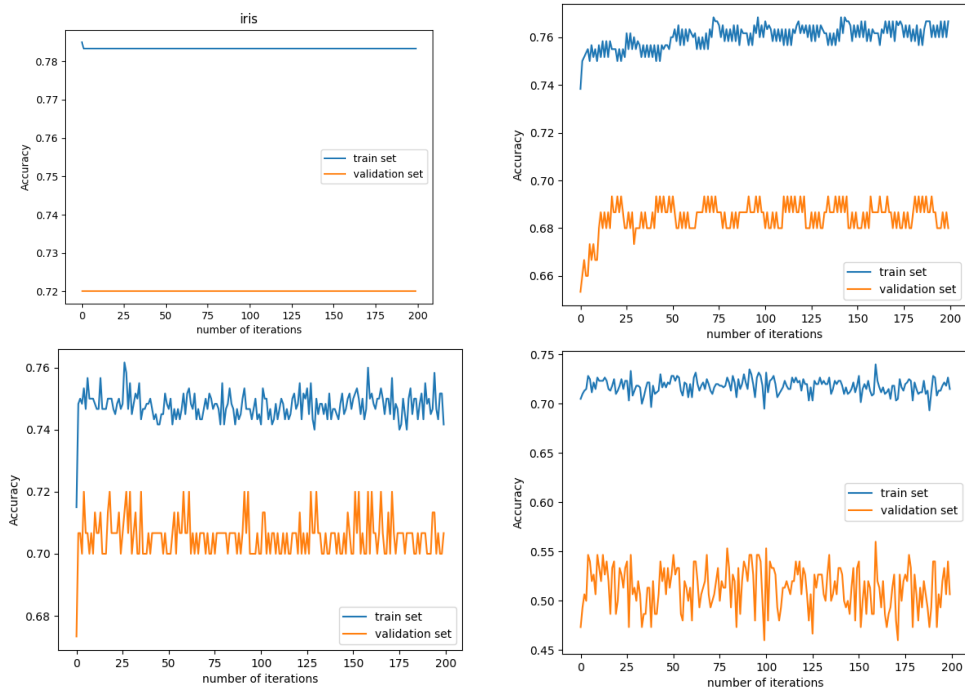 iris
Accuracy
0.78
0.77
0.76
0.75
0.74
0.73
0.72
train set
validation set
0 25 50 75 100 125 150 175 200
number of iterations
Accuracy
0.76
0.74
0.72
0.70
0.68
0.66
train set
validation set
0 25 50 75 100 125 150 175 200
number of iterations
Accuracy
0.76
0.74
0.72
0.70
0.68
train set
validation set
0 25 50 75 100 125 150 175 200
number of iterations
Accuracy
0.75
0.70
0.65
0.60
0.55
0.50
0.45
train set
validation set
0 25 50 75 100 125 150 175 200
number of iterations